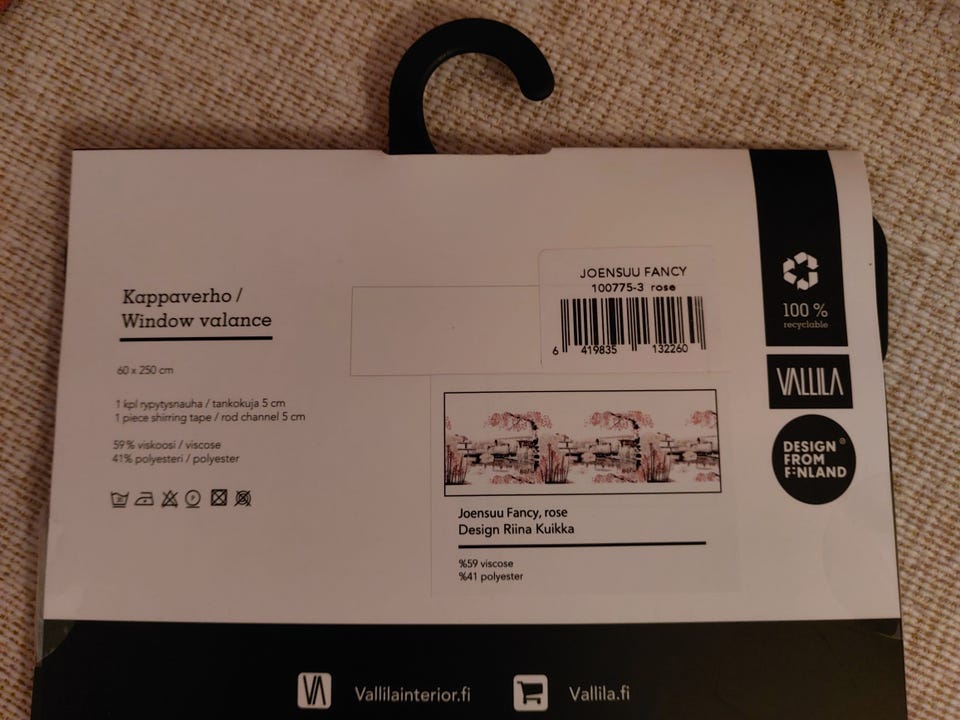 Kappaverho /
Window valance
60 x 250 cm
1 kpl rypytysnauha / tankokuja 5 cm
1 piece shirring tape / rod channel 5 cm
59% viskoosi / viscose
41% polyesteri / polyester
JOENSUU FANCY
100775-3 rose
6 419835 132260
Joensuu Fancy, rose
Design Riina Kuikka
%59 viscose
%41 polyester
100 %
recyclable
VALLILA
DESIGN®
FROM
FINLAND
VA Vallilainterior.fi Vallila.fi